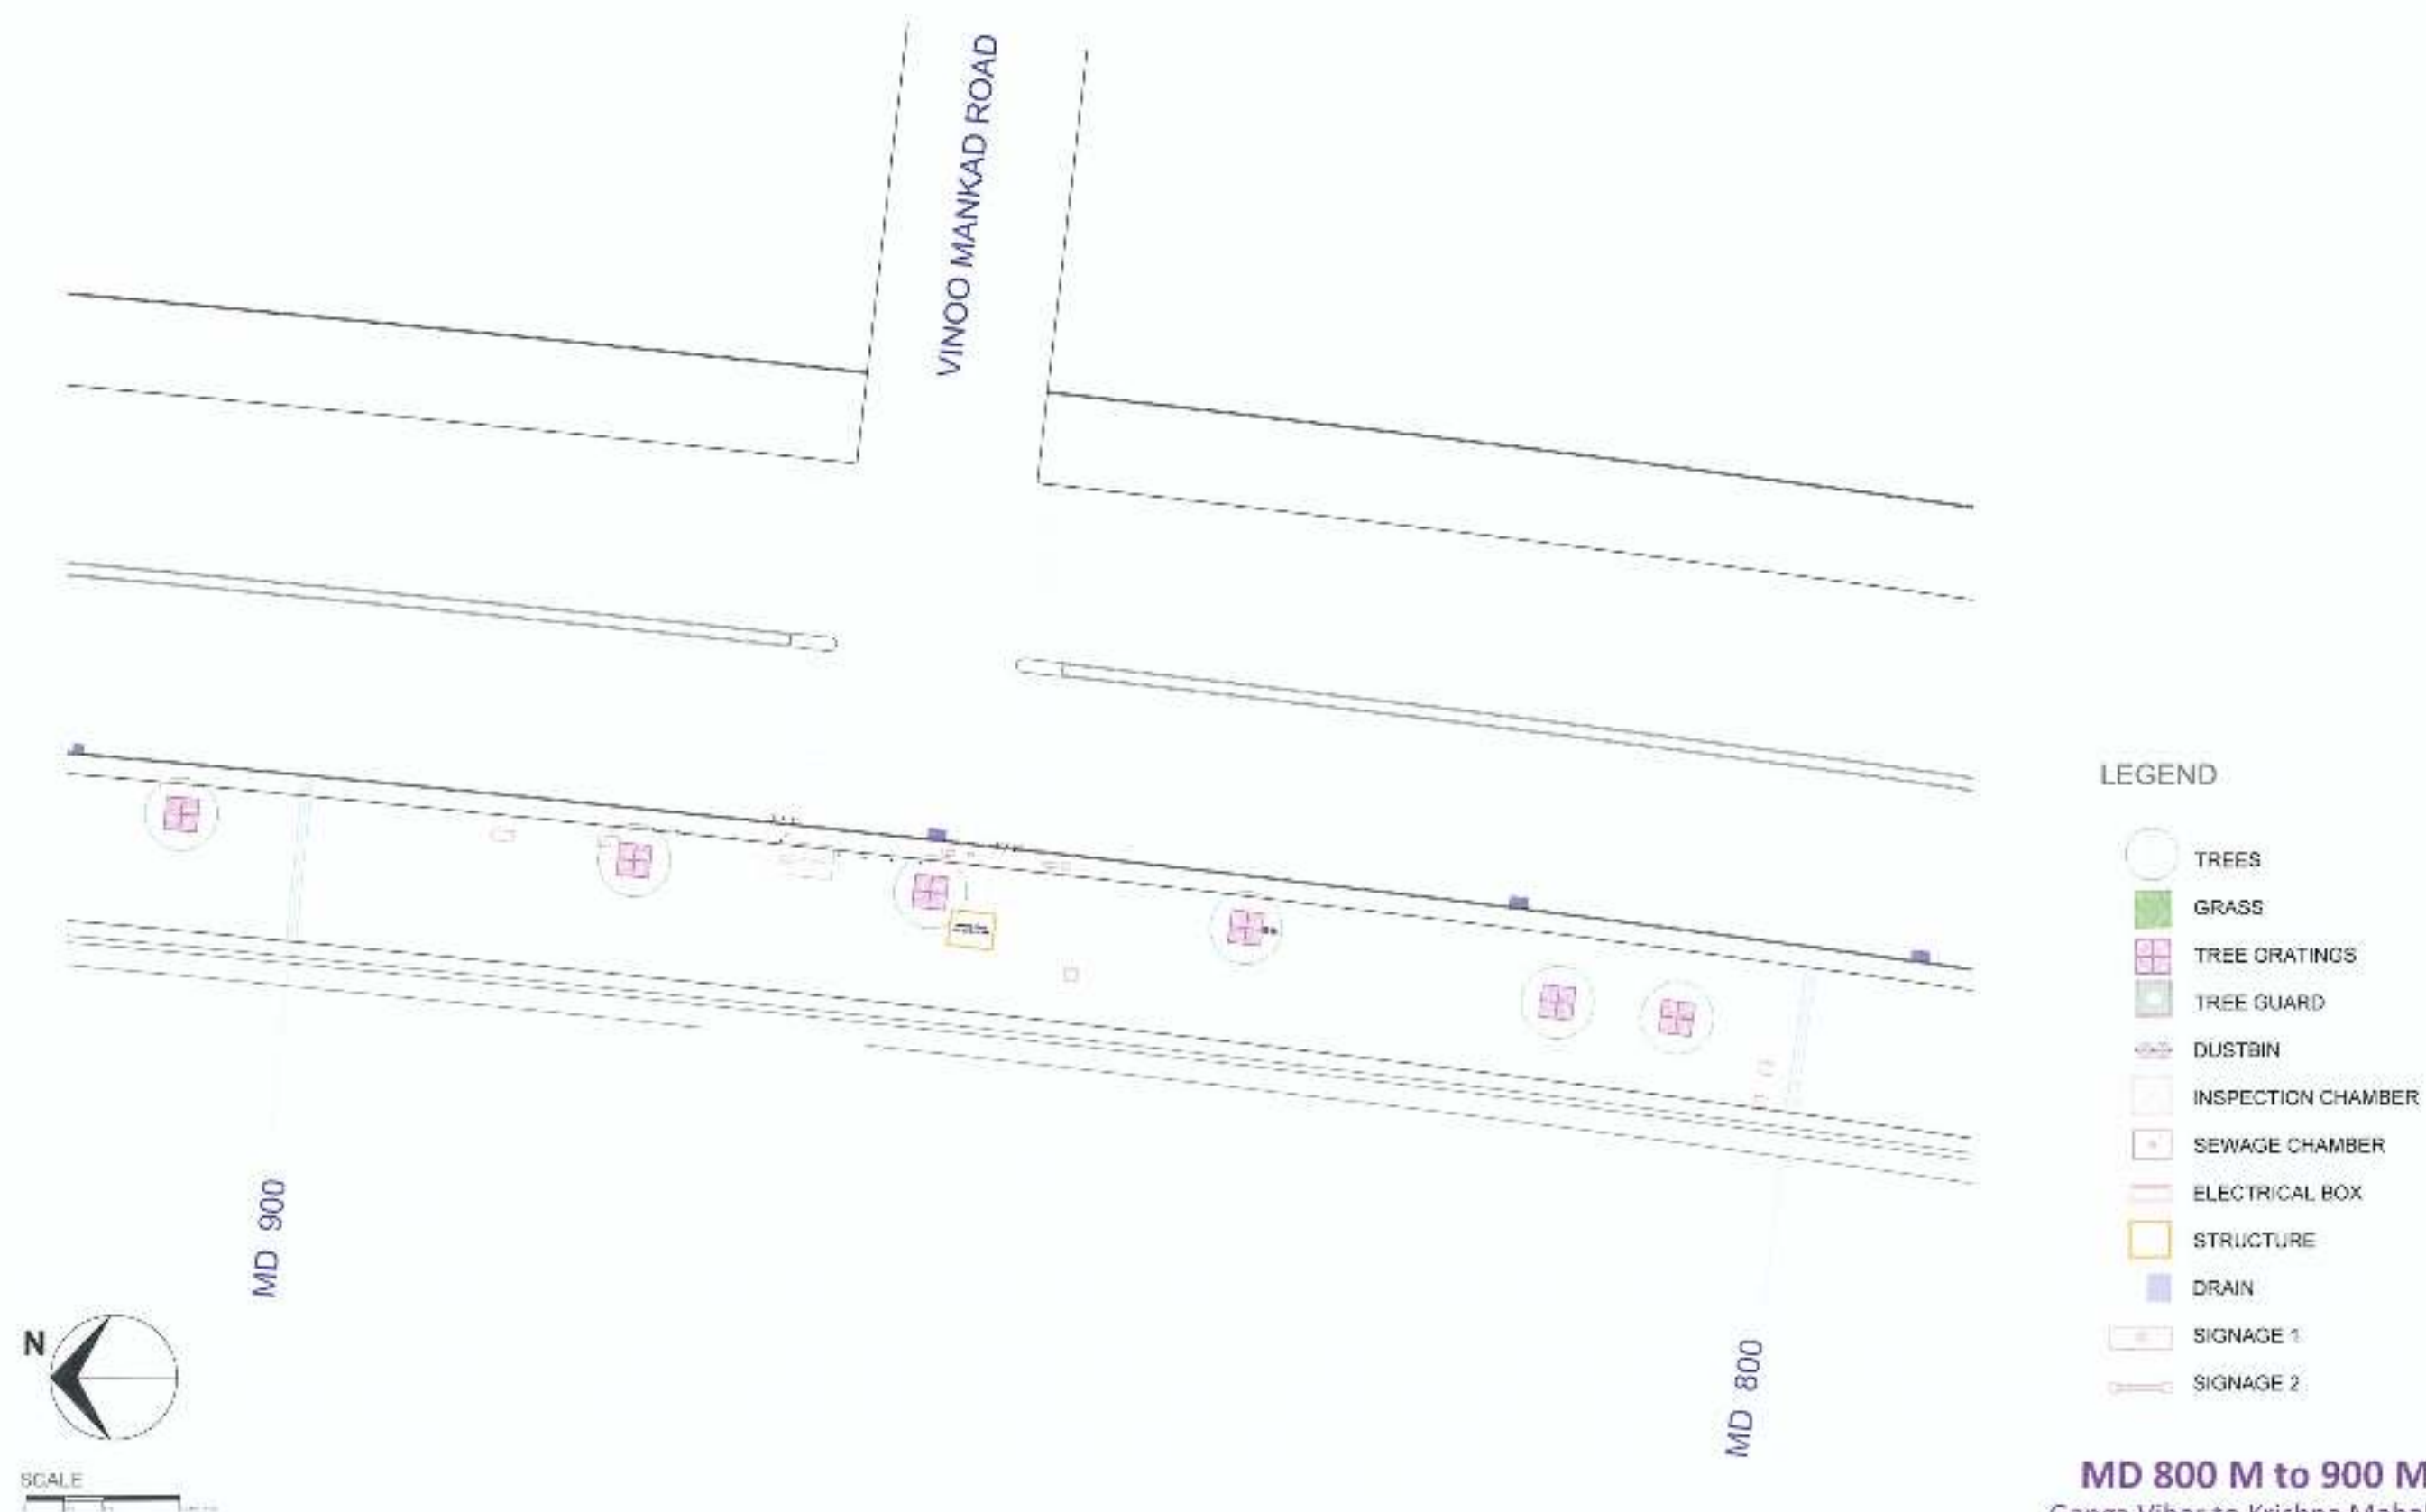 VINOO MANKAD ROAD
LEGEND
TREES
GRASS
TREE GRATINGS
TREE GUARD
DUSTBIN
INSPECTION CHAMBER
SEWAGE CHAMBER
ELECTRICAL BOX
STRUCTURE
DRAIN
SIGNAGE 1
SIGNAGE 2
MD 900
MD 800
N
SCALE
MD 800 M to 900 M